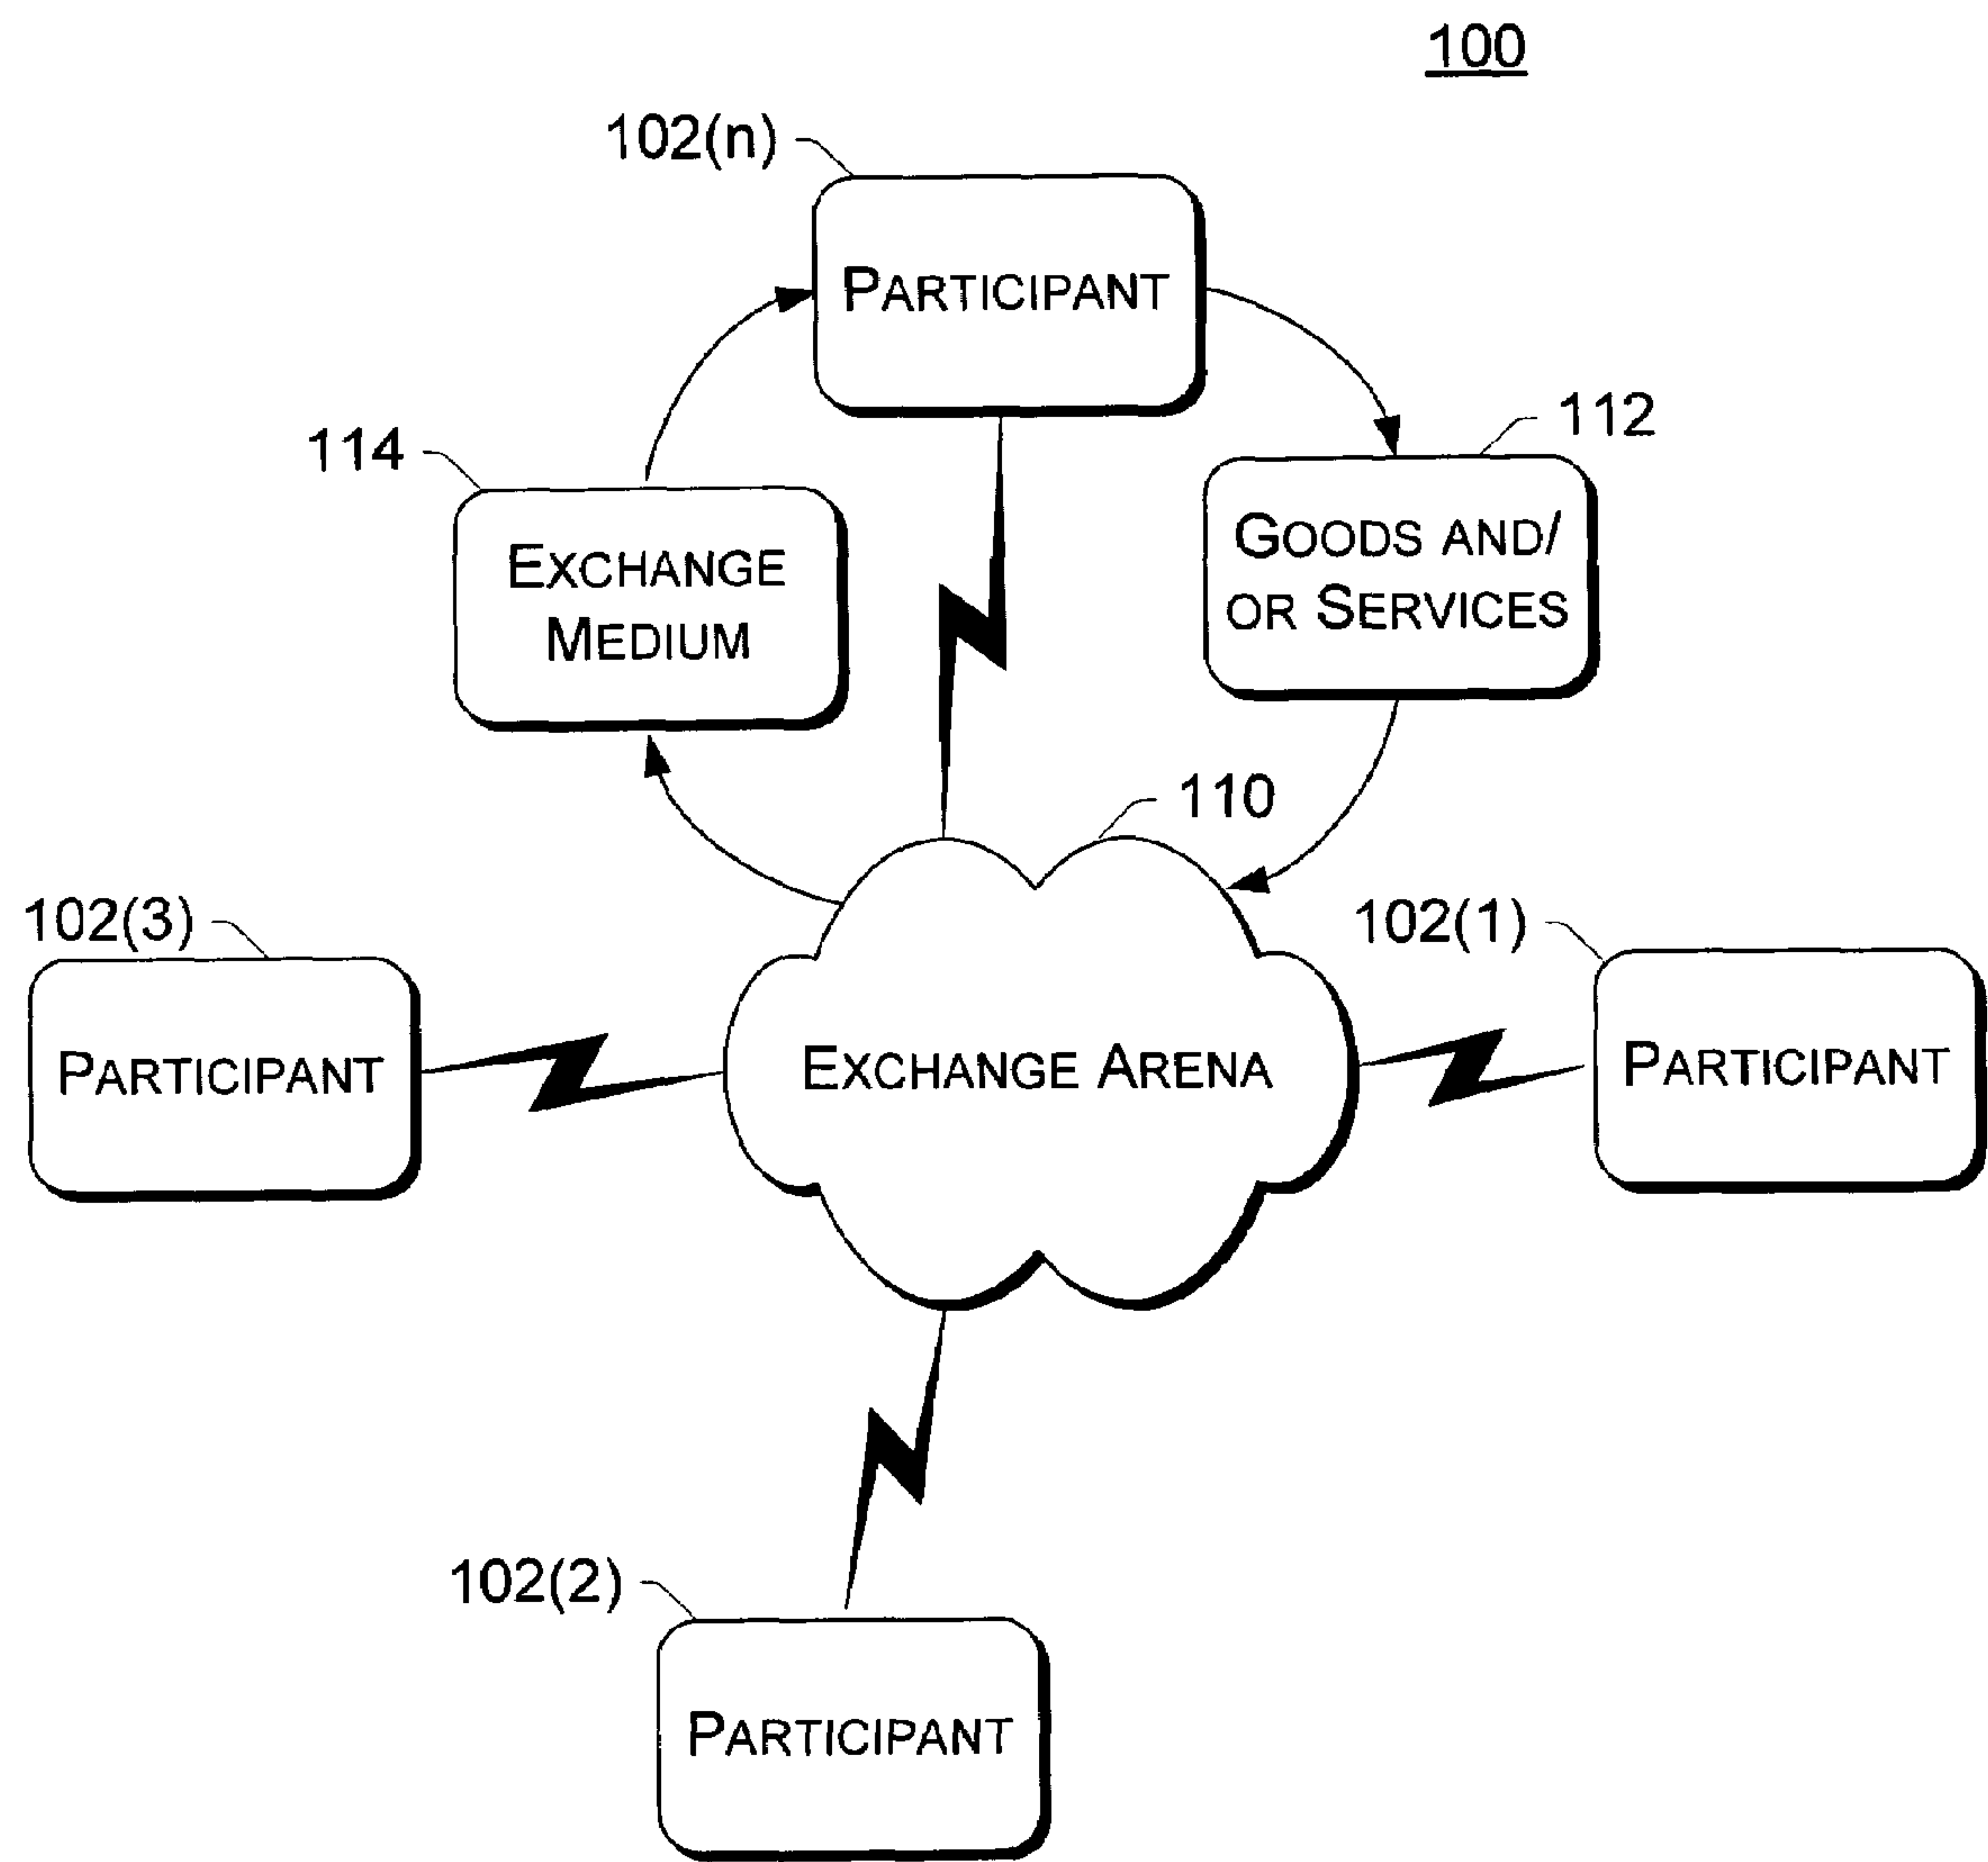 100
102(n)
PARTICIPANT
114
112
EXCHANGE
MEDIUM
GOODS AND/
OR SERVICES
110
102(3)
102(1)
PARTICIPANT
EXCHANGE ARENA
PARTICIPANT
102(2)
PARTICIPANT